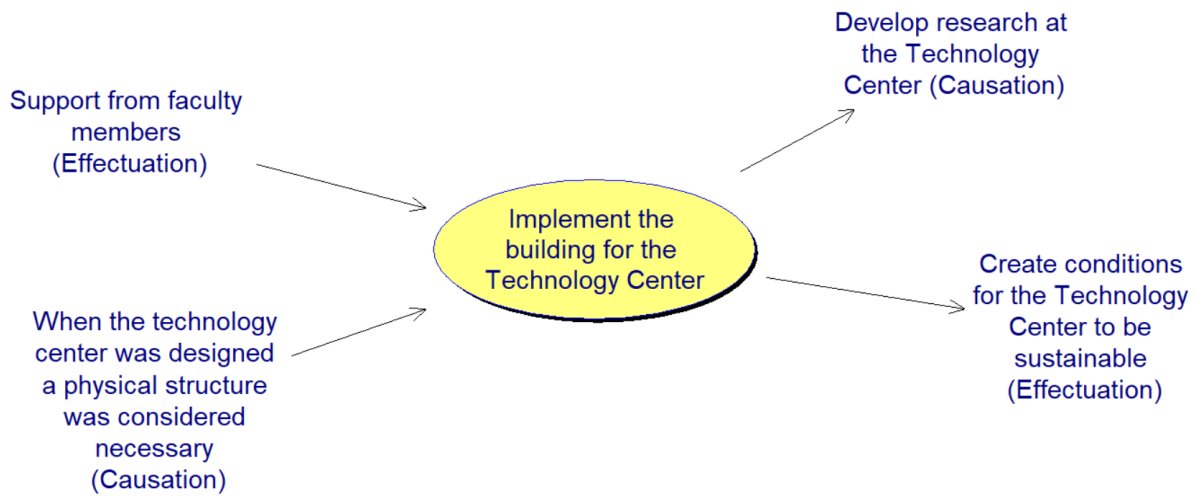 Support from faculty
members
(Effectuation)
When the technology
center was designed
a physical structure
was considered
necessary
(Causation)
Implement the
building for the
Technology Center
Develop research at
the Technology
Center (Causation)
Create conditions
for the Technology
Center to be
sustainable
(Effectuation)